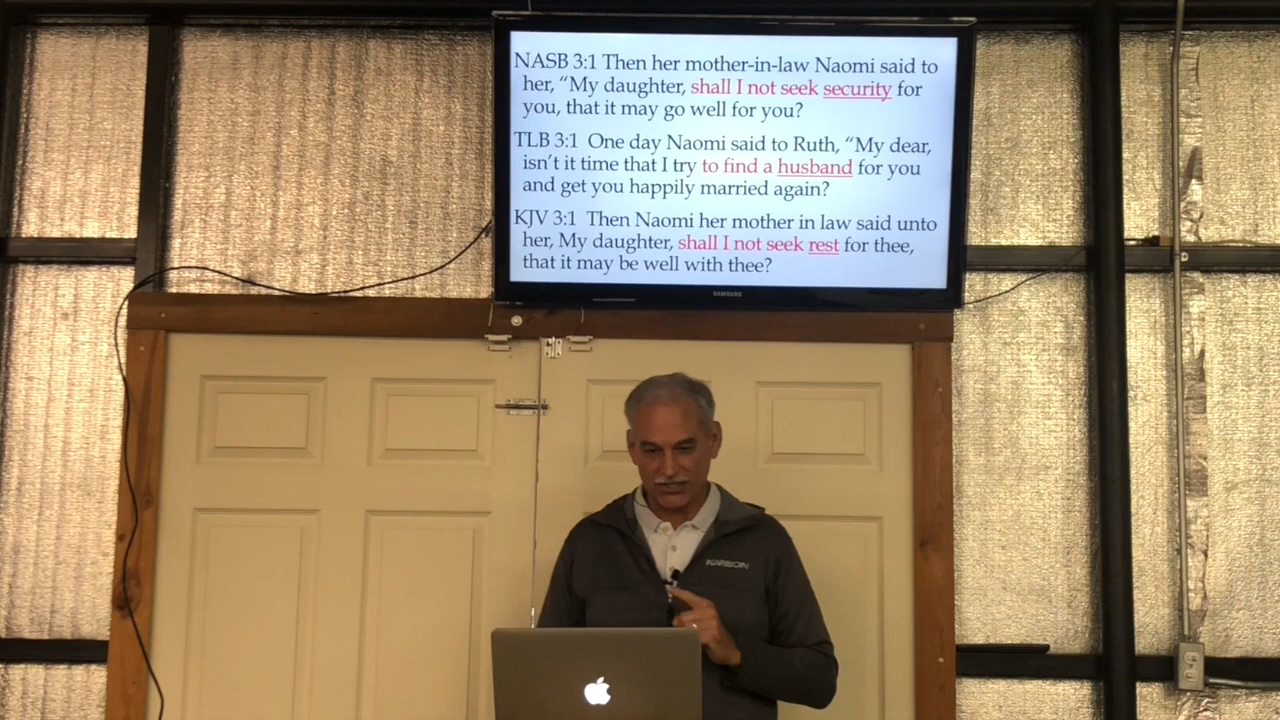 NASB 3:1 Then her mother-in-law Naomi said to
her, “My daughter, shall I not seek security for
you, that it may go well for you?
TLB 3:1 One day Naomi said to Ruth, “My dear,
isn’t it time that I try to find a husband for you
and get you happily married again?
KJV 3:1 Then Naomi her mother in law said unto
her, My daughter, shall I not seek rest for thee,
that it may be well with thee?
SAMSUNG
KARBON